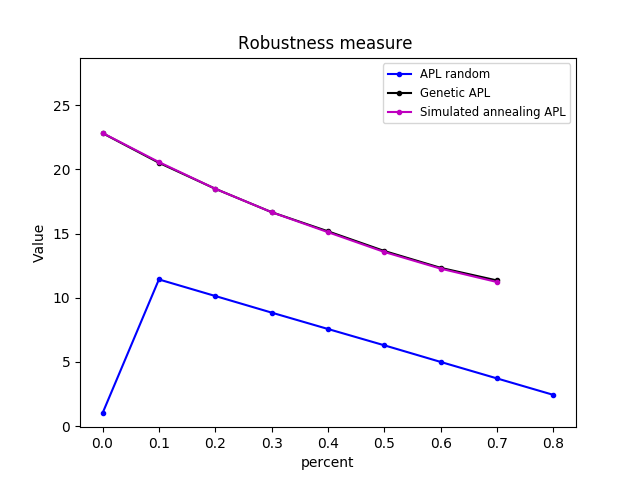 Robustness measure
APL random
Genetic APL
Simulated annealing APL
25
20
15
10
5
0
Value
0.0 0.1 0.2 0.3 0.4 0.5 0.6 0.7 0.8
percent